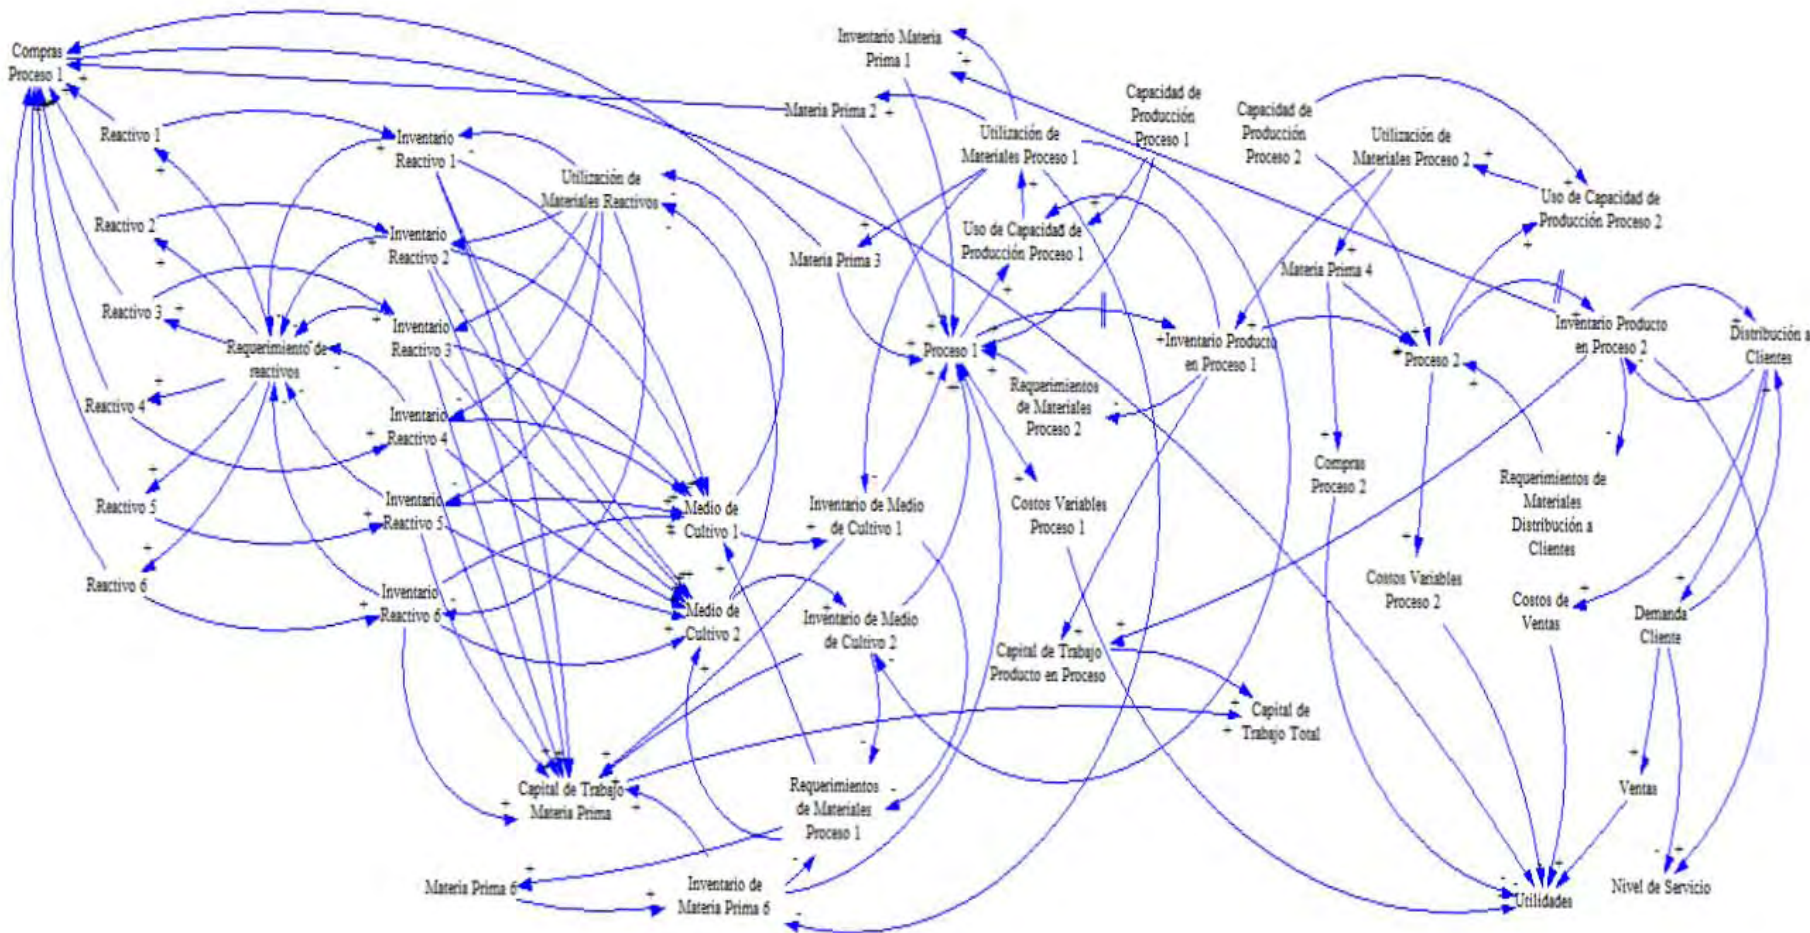 Compras
Proceso 1
Inventario Materia
Prima 1
Materia Prima 2
Capacidad de
Producción
Proceso 1
Capacidad de
Producción
Proceso 2
Utilización de
Materiales Proceso 1
Utilización de
Materiales Proceso 2
Reactivo 1
Inventario
Reactivo 1
Utilización de
Materiales Reactivos
Uso de Capacidad de
Producción Proceso 2
Reactivo 2
Inventario
Reactivo 2
Materia Prima 3
Uso de Capacidad de
Producción Proceso 1
Materia Prima 4
Reactivo 3
Requerimiento de
reactivos
Inventario
Reactivo 3
Proceso 1
Inventario Producto
en Proceso 1
Proceso 2
Inventario Producto
en Proceso 2
Distribución a
Clientes
Requerimientos
de Materiales
Proceso 2
Reactivo 4
Inventario
Reactivo 4
Compras
Proceso 2
Requerimientos de
Materiales
Distribución a
Clientes
Reactivo 5
Inventario
Reactivo 5
Medio de
Cultivo 1
Inventario de Medio
de Cultivo 1
Costos Variables
Proceso 1
Reactivo 6
Inventario
Reactivo 6
Medio de
Cultivo 2
Inventario de Medio
de Cultivo 2
Costos Variables
Proceso 2
Costos de
Ventas
Demanda
Cliente
Capital de Trabajo
Producto en Proceso
Capital de
Trabajo Total
Capital de Trabajo
Materia Prima
Requerimientos
de Materiales
Proceso 1
Ventas
Materia Prima 6
Inventario de
Materia Prima 6
Utilidades
Nivel de Servicio